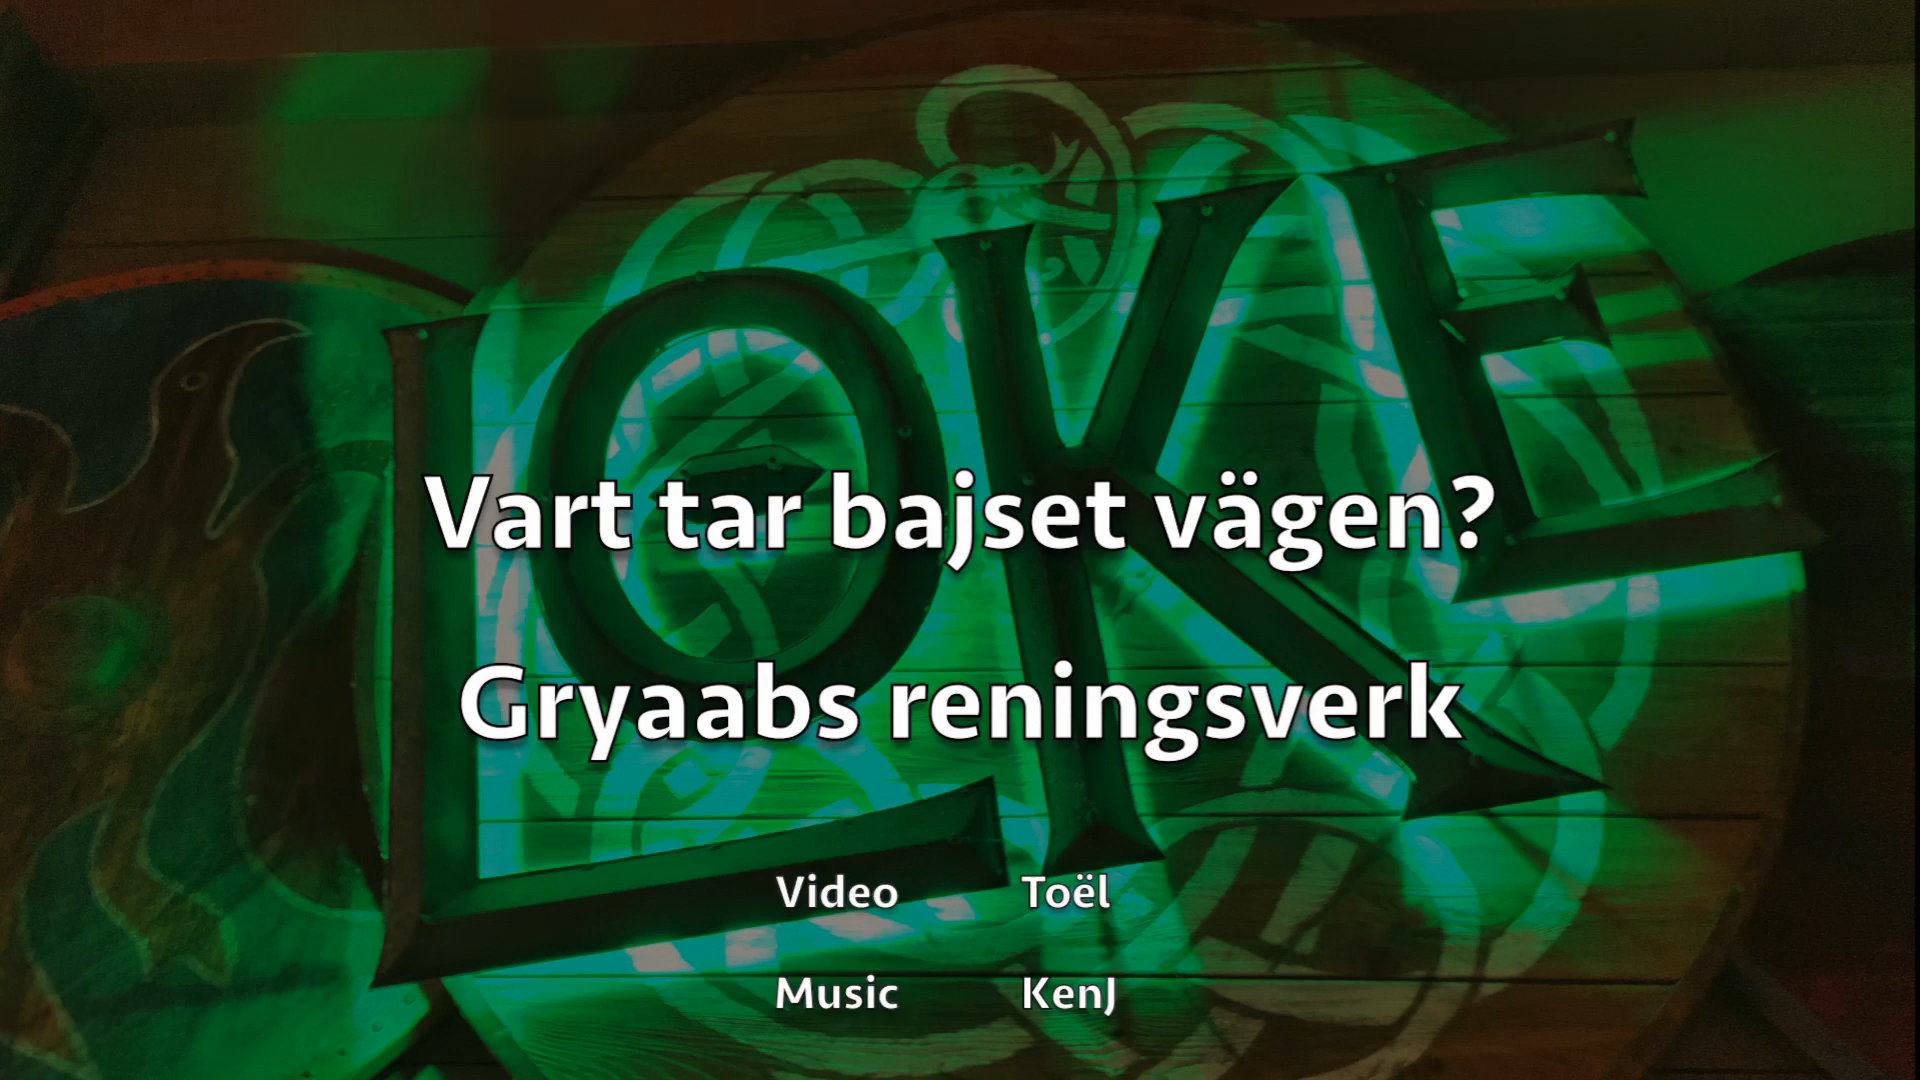 LOKE
Vart tar bajset vägen?
Gryaabs reningsverk
Video Toël
Music KenJ